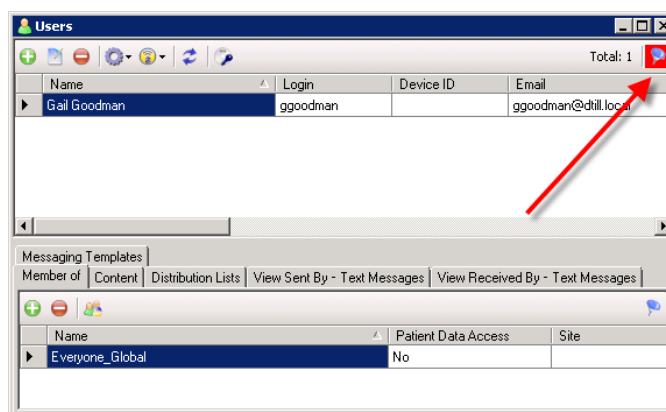 Users
Total: 1
Name Login Device ID Email
Gail Goodman ggoodman ggoodman@dtill.local
Messaging Templates
Member of Content Distribution Lists View Sent By - Text Messages View Received By - Text Messages
Name Patient Data Access Site
Everyone_Global No